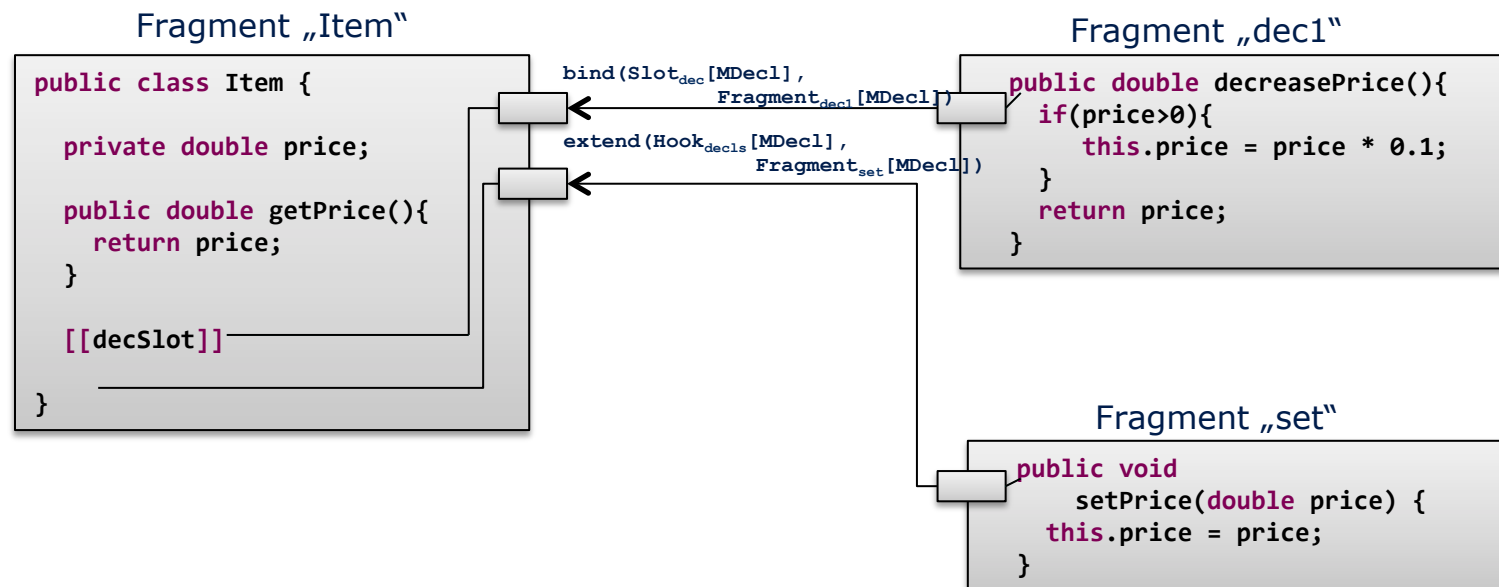 Fragment „Item“
public class Item {
private double price;
public double getPrice(){
return price;
}
[[decSlot]]
}
bind(Slotdec[MDecl],
Fragmentdec1[MDecl])
extend(Hookdecls[MDecl],
Fragmentset[MDecl])
Fragment „dec1“
public double decreasePrice(){
if(price>0){
this.price = price * 0.1;
}
return price;
}
Fragment „set“
public void
setPrice(double price) {
this.price = price;
}